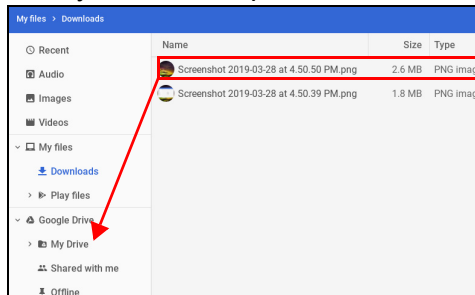 My files > Downloads
Recent
Audio
Images
Videos
My files
Downloads
Play files
Google Drive
My Drive
Shared with me
Offline
Name Size Type
Screenshot 2019-03-28 at 4.50.50 PM.png 2.6 MB PNG imag
Screenshot 2019-03-28 at 4.50.39 PM.png 1.8 MB PNG imag